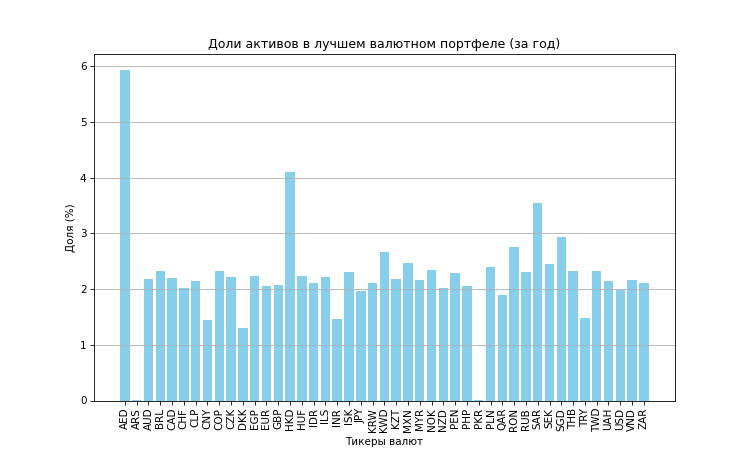 Доли активов в лучшем валютном портфеле (за год)
Доля (%)
6
5
4
3
2
1
0
AED ARS AUD BRL CAD CHF CLP CNY COP CZK DKK EGP EUR GBP HKD HUF IDR ILS INR ISK JPY KRW KWD KZT MXN MYR NOK NZD PEN PHP PKR PLN QAR RON RUB SAR SEK SGD THB TRY TWD UAH USD VND ZAR
Тикеры валют